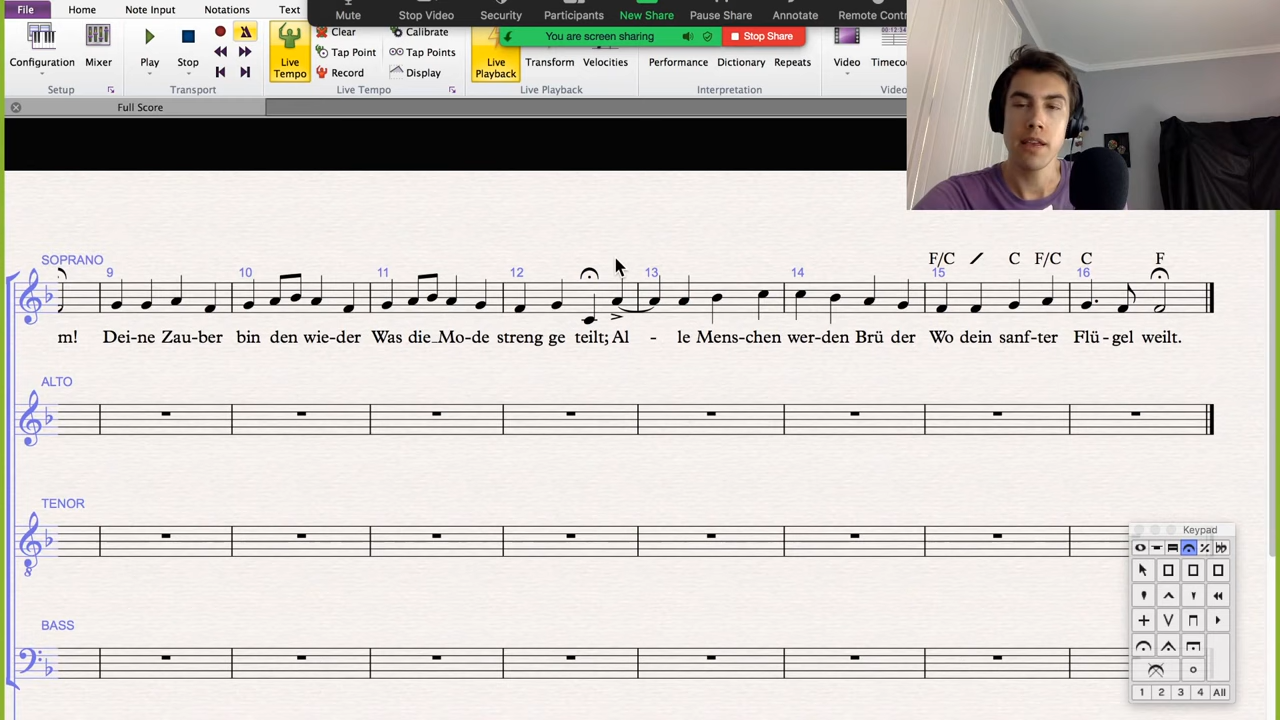 File Home Note Input Notations Text
Mute Stop Video Security Participants New Share Pause Share Annotate Remote Contr
You are screen sharing Stop Share
Clear Calibrate
Configuration Mixer Play Stop Live Tempo Tap Point Tap Points Live Playback Transform Velocities Performance Dictionary Repeats Video Timecod
Record Display
Setup Transport Live Tempo Live Playback Interpretation Video
Full Score
SOPRANO 9 10 11 12 13 14 15 16
F/C C F/C C F
m! Dei-ne Zau-ber bin den wie-der Was die_Mo-de streng ge teilt; Al - le Mens-chen wer-den Brü der Wo dein sanf-ter Flü-gel weilt.
ALTO
TENOR
8
BASS
Keypad
1 2 3 4 All